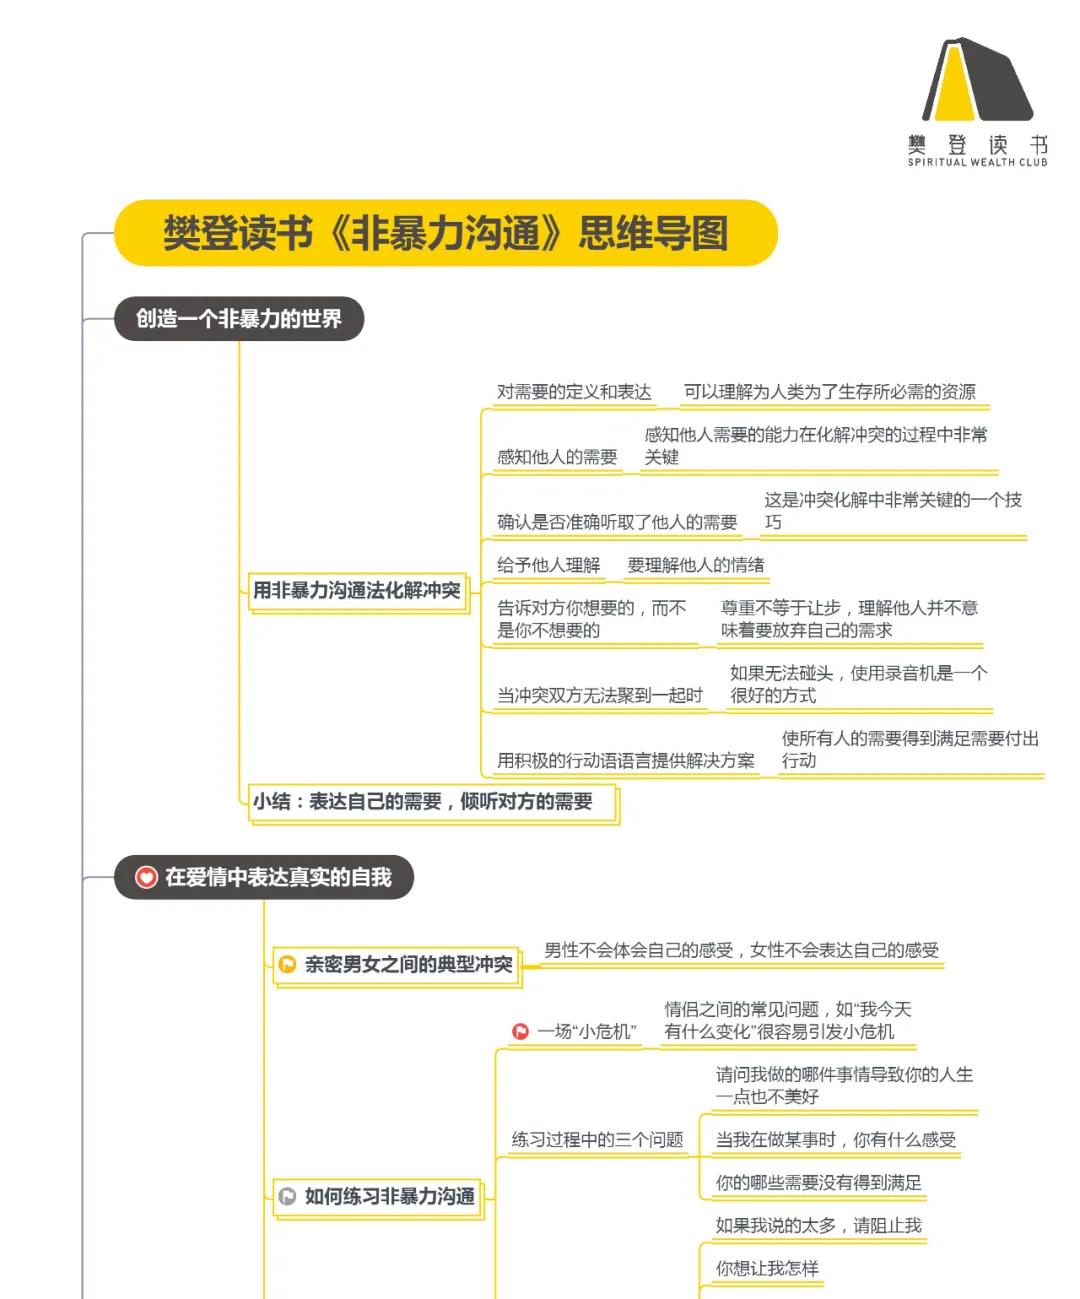 樊登读书
SPIRITUAL WEALTH CLUB
樊登读书《非暴力沟通》思维导图
创造一个非暴力的世界
对需要的定义和表达
可以理解为人类为了生存所必需的资源
感知他人的需要
感知他人需要的能力在化解冲突的过程中非常
关键
确认是否准确听取了他人的需要
这是冲突化解中非常关键的一个技
巧
给予他人理解
要理解他人的情绪
用非暴力沟通法化解冲突
告诉对方你想要的，而不
是你不想要的
尊重不等于让步，理解他人并不意
味着要放弃自己的需求
当冲突双方无法聚到一起时
如果无法碰头，使用录音机是一个
很好的方式
用积极的行动语语言提供解决方案
使所有人的需要得到满足需要付出
行动
小结：表达自己的需要，倾听对方的需要
在爱情中表达真实的自我
亲密男女之间的典型冲突
男性不会体会自己的感受，女性不会表达自己的感受
一场“小危机”
情侣之间的常见问题，如“我今天
有什么变化”很容易引发小危机
练习过程中的三个问题
请问我做的哪件事情导致你的人生
一点也不美好
当我在做某事时，你有什么感受
你的哪些需要没有得到满足
如何练习非暴力沟通
如果我说的太多，请阻止我
你想让我怎样